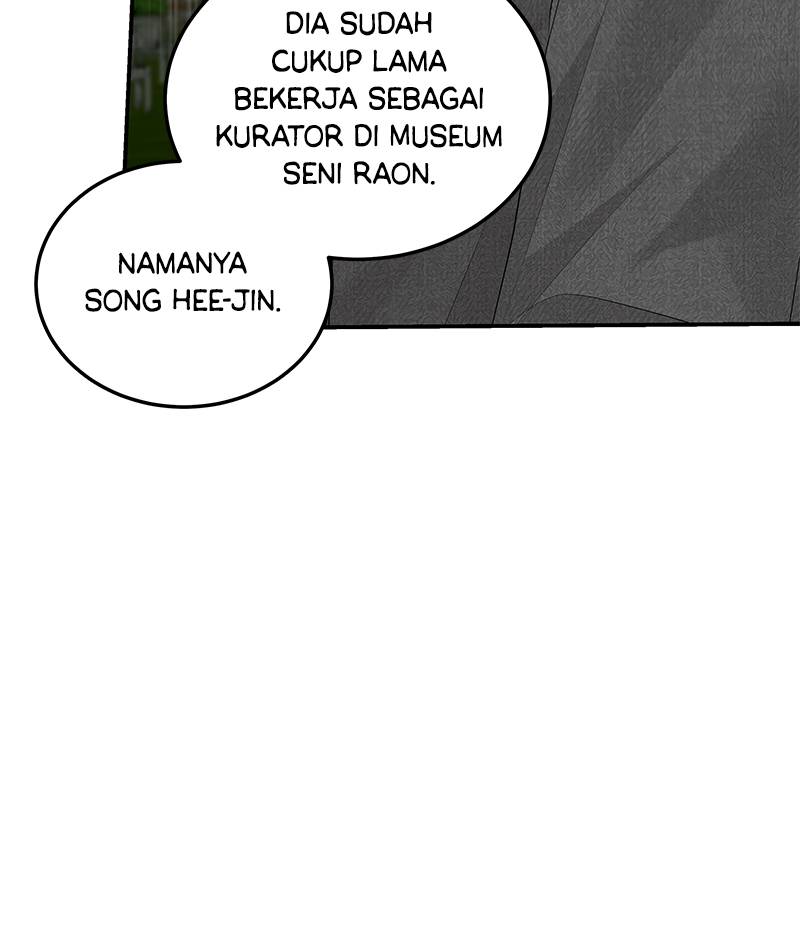 DIA SUDAH
CUKUP LAMA
BEKERJA SEBAGAI
KURATOR DI MUSEUM
SENI RAON.
NAMANYA
SONG HEE-JIN.